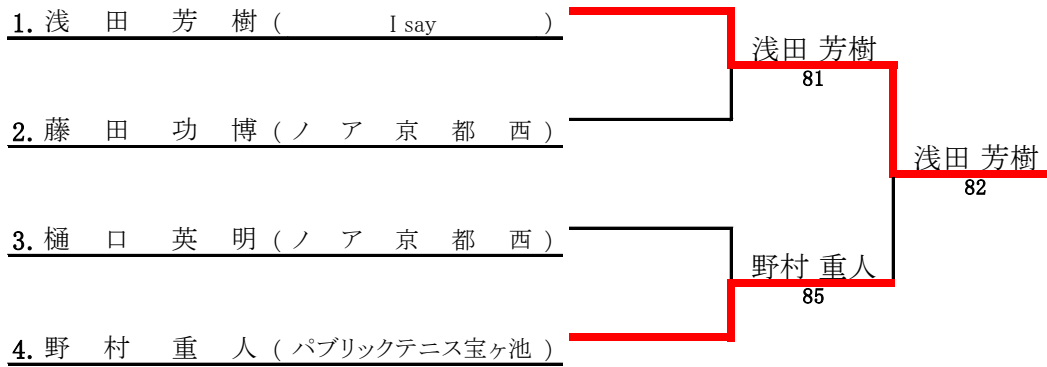 1. 浅田芳樹 ( I say )
浅田 芳樹
81
2. 藤田功博 ( ノア京都西 )
浅田 芳樹
82
3. 樋口英明 ( ノア京都西 )
野村 重人
85
4. 野村重人 ( パブリックテニス宝ヶ池 )